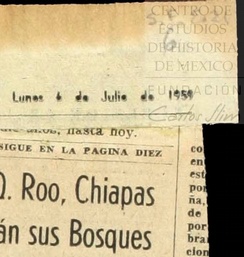 CENTRO DE
ESTUDIOS
DE HISTORIA
DE MEXICO
FUNDACIÓN
Carlos Slim
Lunes 6 de Julio de 1959
hasta hoy.
SIGUE EN LA PAGINA DIEZ
Q. Roo, Chiapas
án sus Bosques
co
en
est
por
ña,
de
por
bra
cion